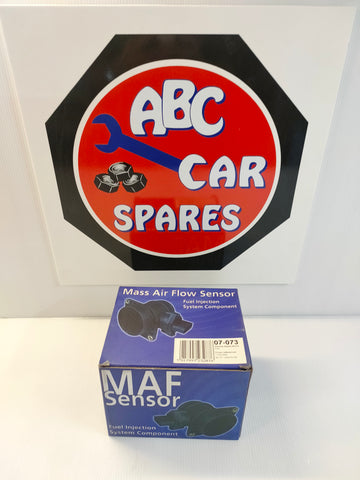 ABC
CAR
SPARES
Mass Air Flow Sensor
Fuel Injection
System Component
07-073
MAF
Sensor
Fuel Injection
System Component